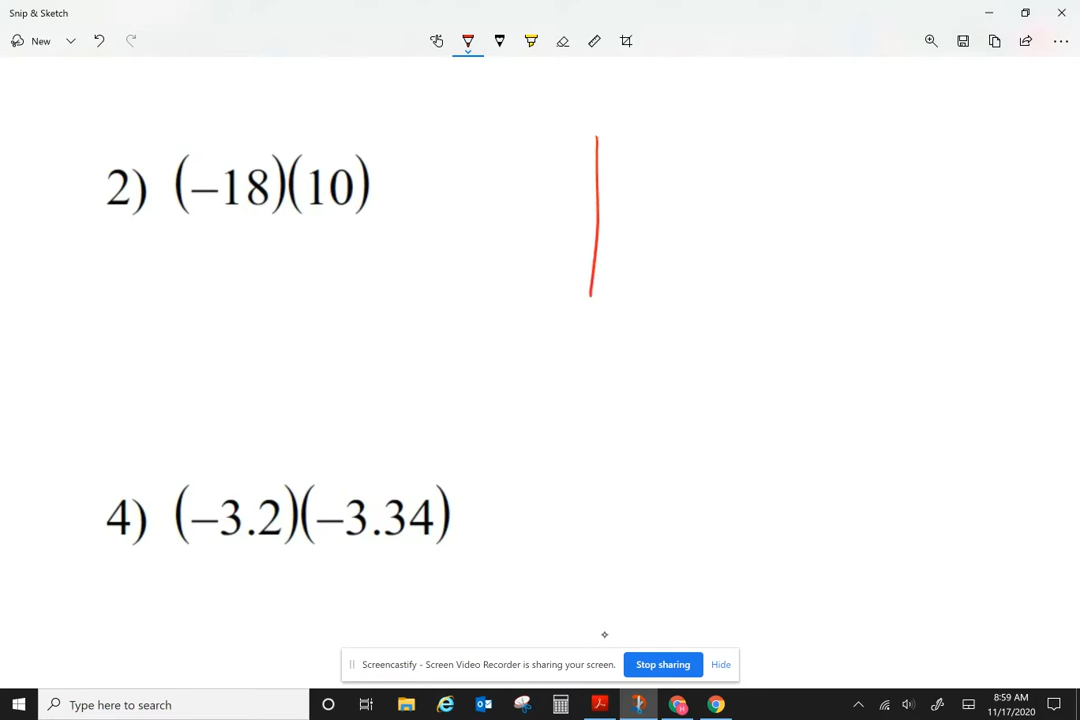 Snip & Sketch
New
2) (−18)(10)
4) (−3.2)(−3.34)
Screencastify - Screen Video Recorder is sharing your screen.
Stop sharing
Hide
Type here to search
8:59 AM
11/17/2020